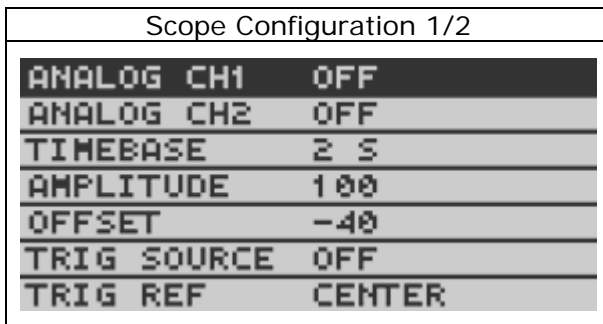 Scope Configuration 1/2
ANALOG CH1 OFF
ANALOG CH2 OFF
TIMEBASE 2 S
AMPLITUDE 100
OFFSET -40
TRIG SOURCE OFF
TRIG REF CENTER